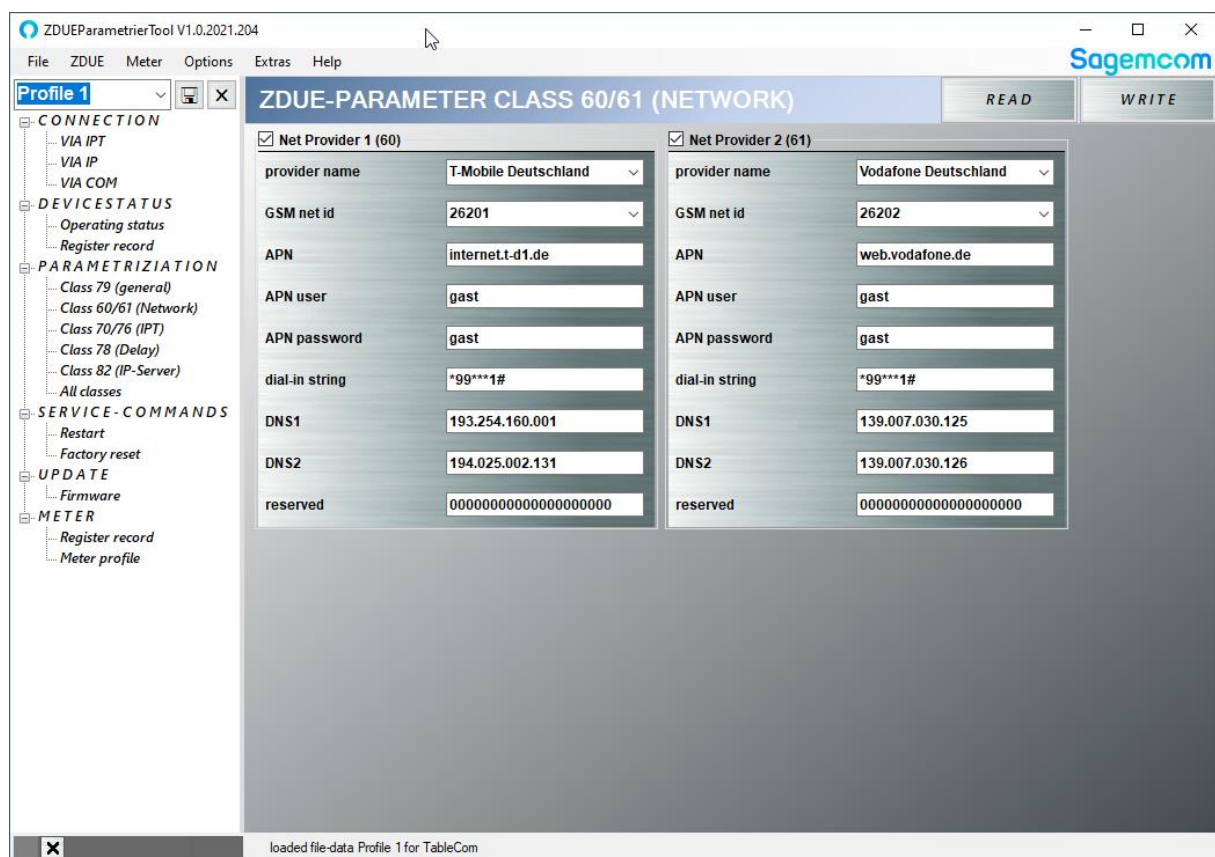 ZDUEParametrierTool V1.0.2021.204
File ZDUE Meter Options Extras Help
Sagemcom
Profile 1
ZDUE-PARAMETER CLASS 60/61 (NETWORK)
READ
WRITE
CONNECTION
VIA IPT
VIA IP
VIA COM
DEVICESTATUS
Operating status
Register record
PARAMETRIZIATION
Class 79 (general)
Class 60/61 (Network)
Class 70/76 (IPT)
Class 78 (Delay)
Class 82 (IP-Server)
All classes
SERVICE-COMMANDS
Restart
Factory reset
UPDATE
Firmware
METER
Register record
Meter profile
Net Provider 1 (60)
provider name T-Mobile Deutschland
GSM net id 26201
APN internet.t-d1.de
APN user gast
APN password gast
dial-in string *99***1#
DNS1 193.254.160.001
DNS2 194.025.002.131
reserved 00000000000000000000
Net Provider 2 (61)
provider name Vodafone Deutschland
GSM net id 26202
APN web.vodafone.de
APN user gast
APN password gast
dial-in string *99***1#
DNS1 139.007.030.125
DNS2 139.007.030.126
reserved 00000000000000000000
loaded file-data Profile 1 for TableCom